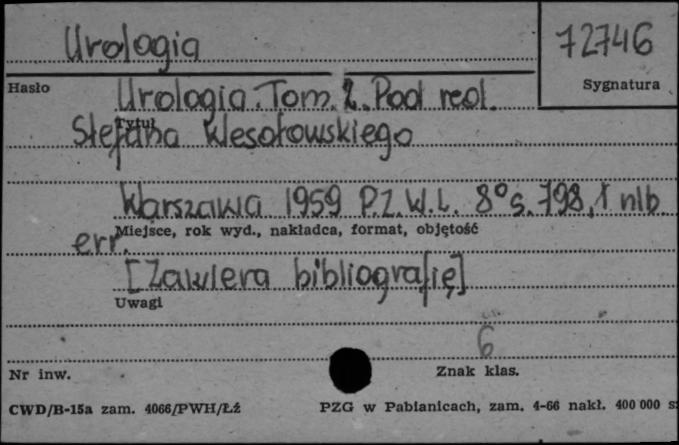 Urologia
72746
Hasło
Sygnatura
Urologia. Tom. 2. Pod red.
Tytuł
Stefana Wesołowskiego
Warszawa 1959 P.Z.W.L. 8° s. 798, 1 nlb
Miejsce, rok wyd., nakładca, format, objętość
err.
[Zawiera bibliografię]
Uwagi
6
Nr inw.
Znak klas.
CWD/B-15a zam. 4066/PWH/Łź
PZG w Pabianicach, zam. 4-66 nakł. 400 000